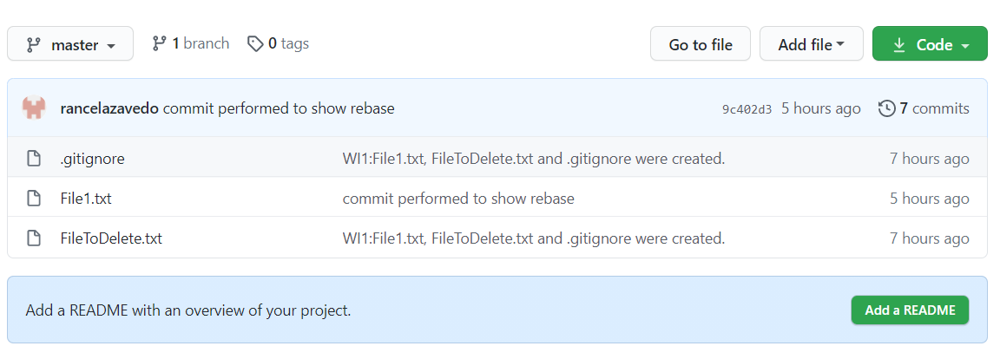 master 1 branch 0 tags Go to file Add file Code
rancelazavedo commit performed to show rebase 9c402d3 5 hours ago 7 commits
.gitignore WI1:File1.txt, FileToDelete.txt and .gitignore were created. 7 hours ago
File1.txt commit performed to show rebase 5 hours ago
FileToDelete.txt WI1:File1.txt, FileToDelete.txt and .gitignore were created. 7 hours ago
Add a README with an overview of your project. Add a README